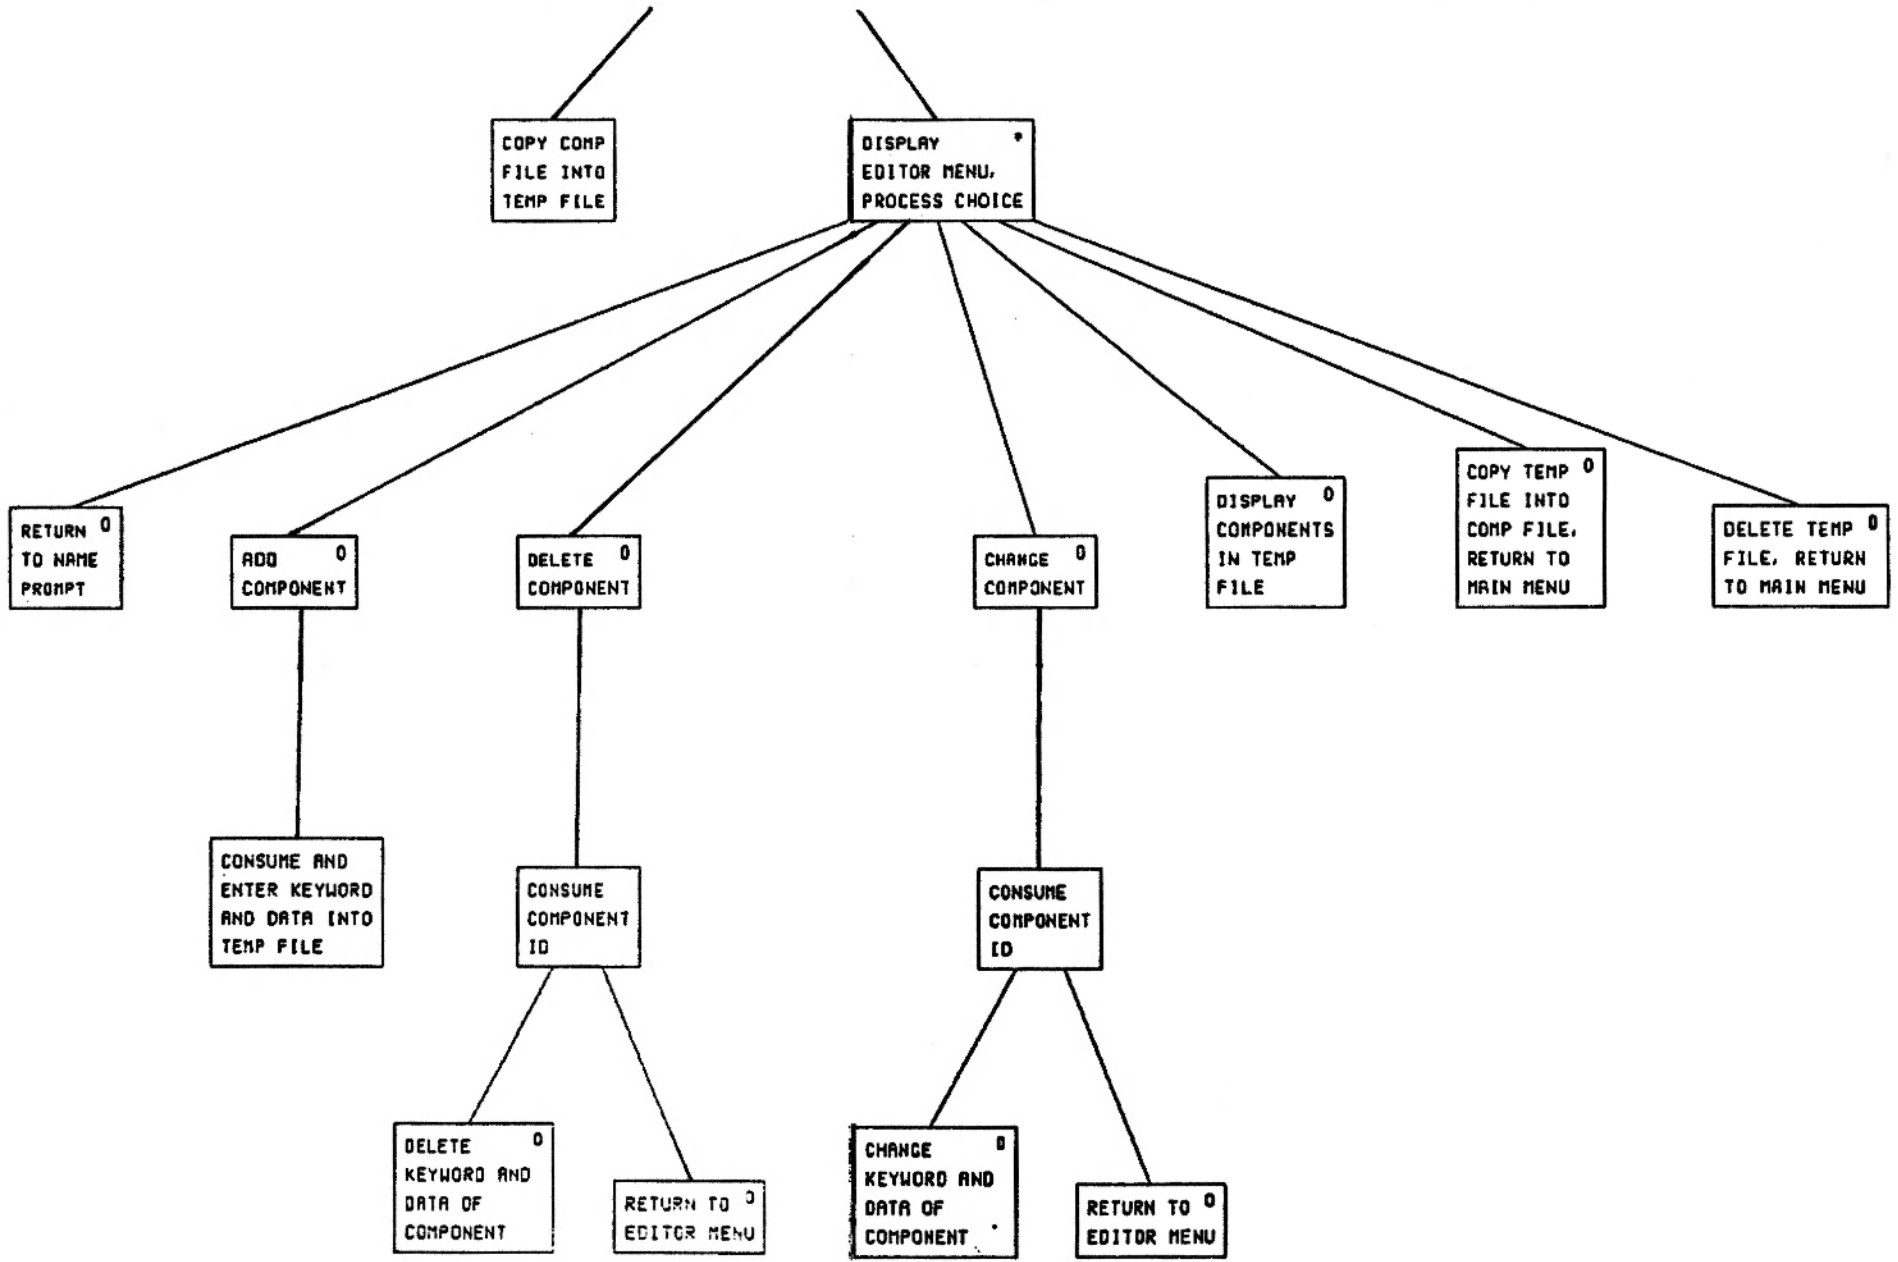 COPY COMP
FILE INTO
TEMP FILE
DISPLAY *
EDITOR MENU,
PROCESS CHOICE
RETURN O
TO NAME
PROMPT
ADD O
COMPONENT
DELETE O
COMPONENT
CHANGE O
COMPONENT
DISPLAY O
COMPONENTS
IN TEMP
FILE
COPY TEMP O
FILE INTO
COMP FILE,
RETURN TO
MAIN MENU
DELETE TEMP O
FILE, RETURN
TO MAIN MENU
CONSUME AND
ENTER KEYWORD
AND DATA INTO
TEMP FILE
CONSUME
COMPONENT
ID
CONSUME
COMPONENT
ID
DELETE O
KEYWORD AND
DATA OF
COMPONENT
RETURN TO O
EDITOR MENU
CHANGE O
KEYWORD AND
DATA OF
COMPONENT
RETURN TO O
EDITOR MENU